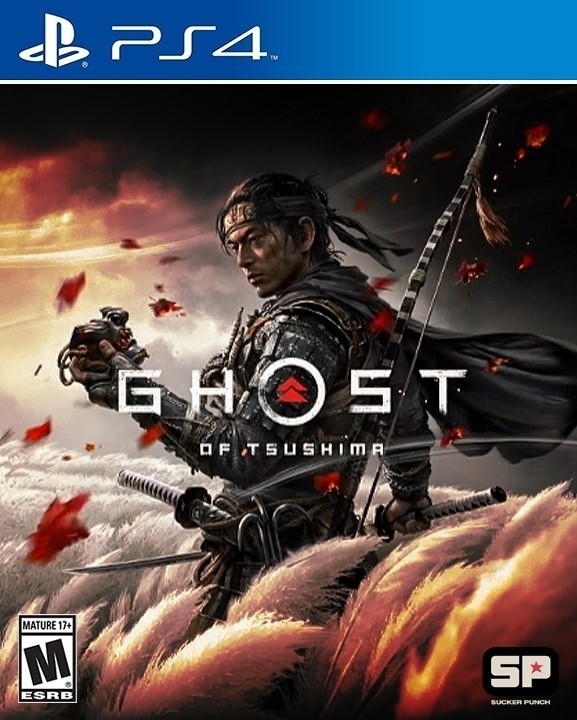 PS4
GHOST
OF TSUSHIMA
MATURE 17+
M
ESRB
SP
SUCKER PUNCH